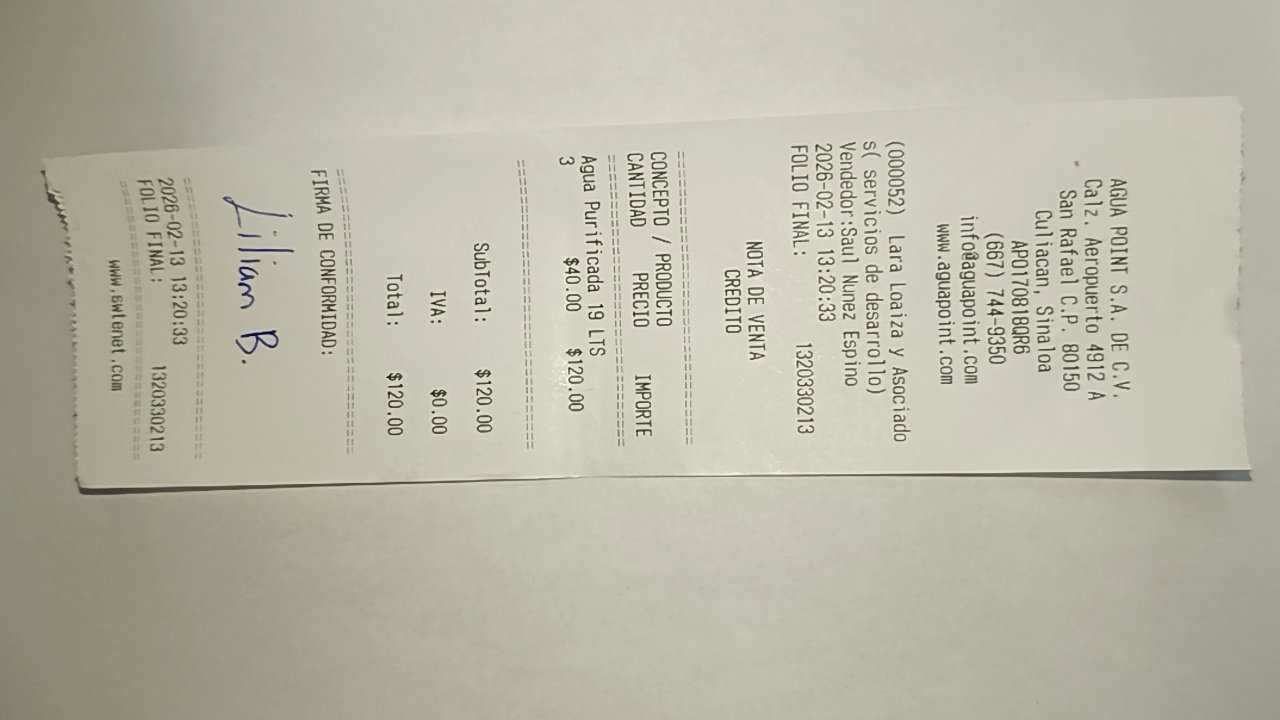 AGUA POINT S.A. DE C.V.
Calz. Aeropuerto 4912 A
San Rafael C.P. 80150
Culiacan, Sinaloa
APO170818QR6
(667) 744-9350
info@aguapoint.com
www.aguapoint.com
(000052) Lara Loaiza y Asociado
s( servicios de desarrollo)
Vendedor:Saul Nunez Espino
2026-02-13 13:20:33
FOLIO FINAL: 1320330213
NOTA DE VENTA
CREDITO
CONCEPTO / PRODUCTO
CANTIDAD PRECIO IMPORTE
Agua Purificada 19 LTS
3 $40.00 $120.00
SubTotal: $120.00
IVA: $0.00
Total: $120.00
FIRMA DE CONFORMIDAD:
Liliam B.
2026-02-13 13:20:33
FOLIO FINAL: 1320330213
www.swtenet.com